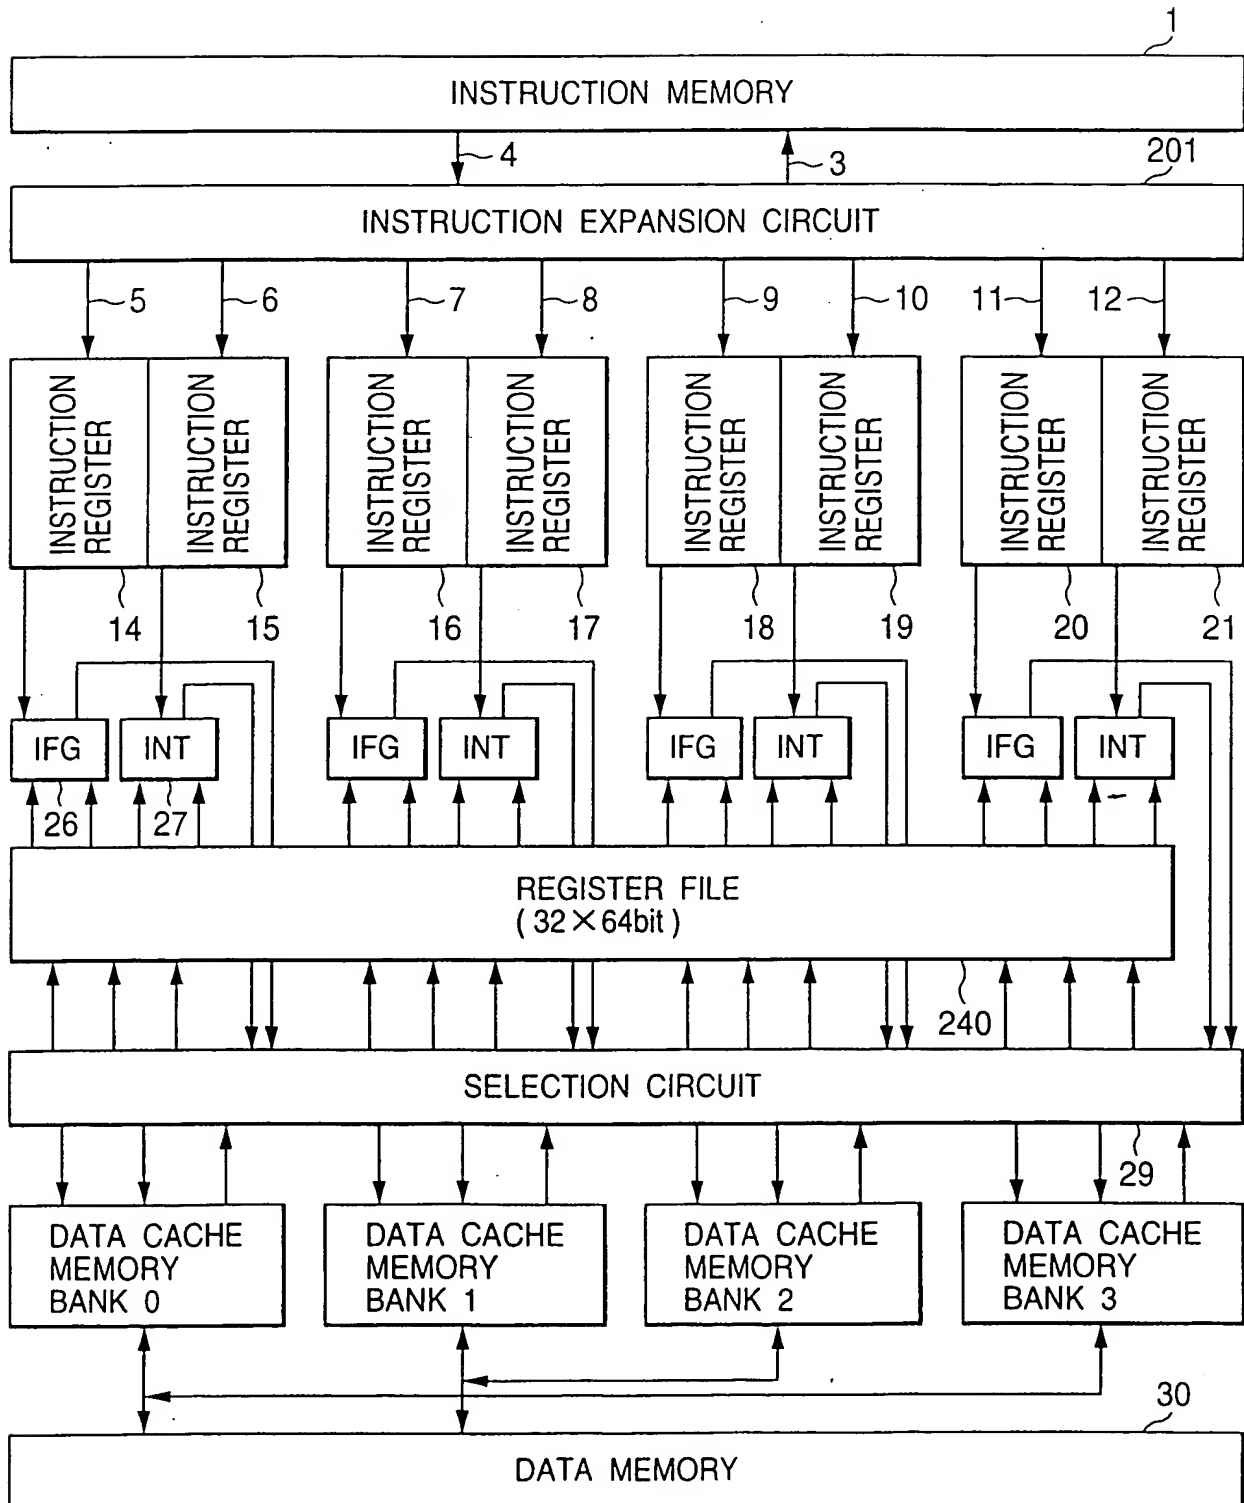 1
INSTRUCTION MEMORY
4
3
201
INSTRUCTION EXPANSION CIRCUIT
5
6
7
8
9
10
11
12
INSTRUCTION
REGISTER
INSTRUCTION
REGISTER
INSTRUCTION
REGISTER
INSTRUCTION
REGISTER
INSTRUCTION
REGISTER
INSTRUCTION
REGISTER
INSTRUCTION
REGISTER
INSTRUCTION
REGISTER
14
15
16
17
18
19
20
21
IFG
INT
IFG
INT
IFG
INT
IFG
INT
26
27
REGISTER FILE
(32×64bit)
240
SELECTION CIRCUIT
29
DATA CACHE
MEMORY
BANK 0
DATA CACHE
MEMORY
BANK 1
DATA CACHE
MEMORY
BANK 2
DATA CACHE
MEMORY
BANK 3
30
DATA MEMORY